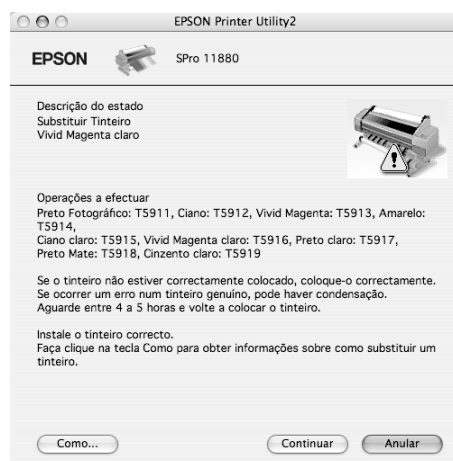 EPSON Printer Utility2
EPSON
SPro 11880
Descrição do estado
Substituir Tinteiro
Vivid Magenta claro
Operações a efectuar
Preto Fotográfico: T5911, Ciano: T5912, Vivid Magenta: T5913, Amarelo:
T5914,
Ciano claro: T5915, Vivid Magenta claro: T5916, Preto claro: T5917,
Preto Mate: T5918, Cinzento claro: T5919
Se o tinteiro não estiver correctamente colocado, coloque-o correctamente.
Se ocorrer um erro num tinteiro genuíno, pode haver condensação.
Aguarde entre 4 a 5 horas e volte a colocar o tinteiro.
Instale o tinteiro correcto.
Faça clique na tecla Como para obter informações sobre como substituir um
tinteiro.
Como...
Continuar
Anular